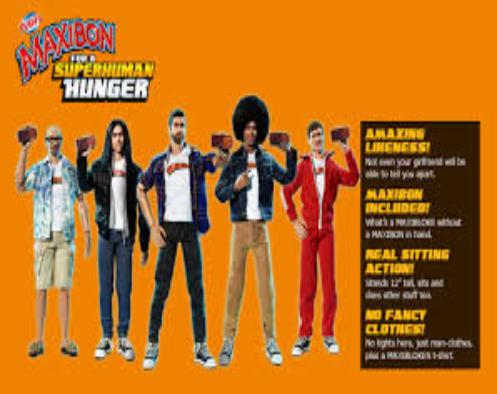 MAXIBON
FOR A
SUPERHUMAN
HUNGER
AMAZING
LIKENESS!
Not even your girlfriend will be
able to tell you apart.
MAXIBON
INCLUDED!
What's a MAXIBLOKE without
a MAXIBON in hand.
REAL SITTING
ACTION!
Stands 12" tall, sits and
does other stuff too.
NO FANCY
CLOTHES!
No tights here, just man-clothes,
plus a MAXIBLOKES t-shirt.